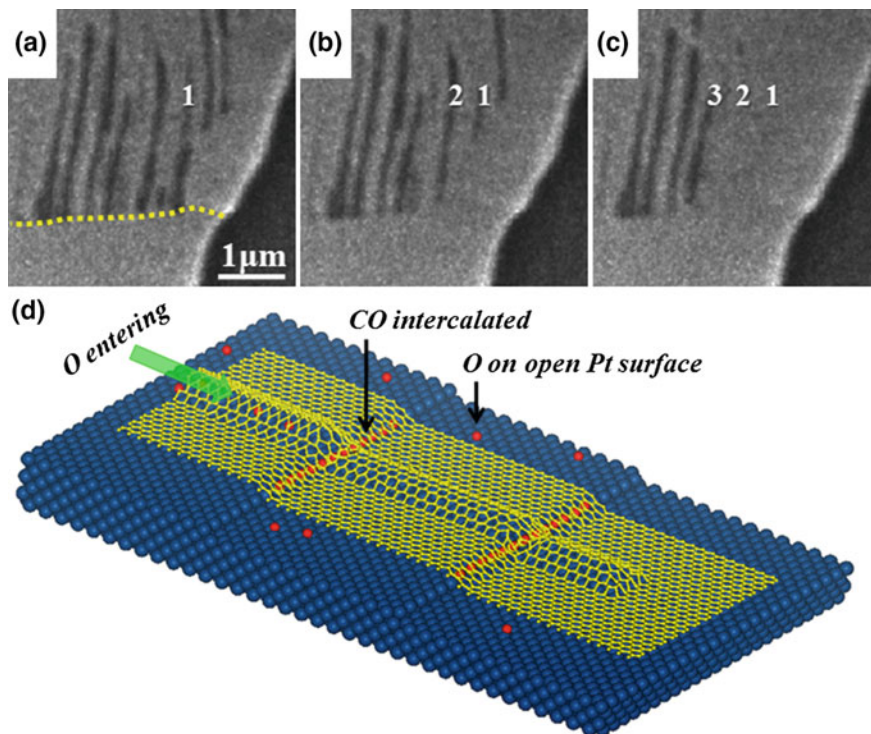 (a)
1
1µm
(b)
2 1
(c)
3 2 1
(d)
O entering
CO intercalated
O on open Pt surface